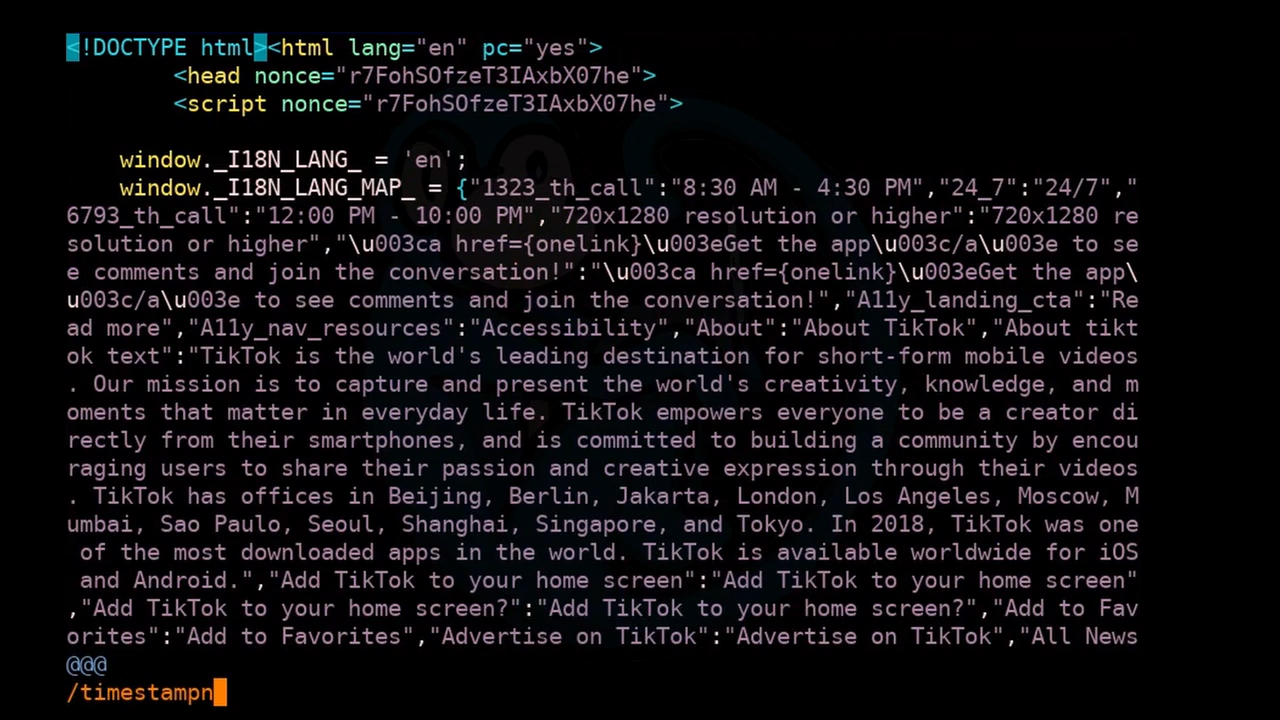 <!DOCTYPE html><html lang="en" pc="yes">
<head nonce="r7FohSOfzeT3IAxbX07he">
<script nonce="r7FohSOfzeT3IAxbX07he">
window._I18N_LANG_ = 'en';
window._I18N_LANG_MAP_ = {"1323_th_call":"8:30 AM - 4:30 PM","24_7":"24/7","
6793_th_call":"12:00 PM - 10:00 PM","720x1280 resolution or higher":"720x1280 re
solution or higher","\u003ca href={onelink}\u003eGet the app\u003c/a\u003e to se
e comments and join the conversation!":"\u003ca href={onelink}\u003eGet the app\
u003c/a\u003e to see comments and join the conversation!","A11y_landing_cta":"Re
ad more","A11y_nav_resources":"Accessibility","About":"About TikTok","About tikt
ok text":"TikTok is the world's leading destination for short-form mobile videos
. Our mission is to capture and present the world's creativity, knowledge, and m
oments that matter in everyday life. TikTok empowers everyone to be a creator di
rectly from their smartphones, and is committed to building a community by encou
raging users to share their passion and creative expression through their videos
. TikTok has offices in Beijing, Berlin, Jakarta, London, Los Angeles, Moscow, M
umbai, Sao Paulo, Seoul, Shanghai, Singapore, and Tokyo. In 2018, TikTok was one
of the most downloaded apps in the world. TikTok is available worldwide for iOS
and Android.","Add TikTok to your home screen":"Add TikTok to your home screen"
,"Add TikTok to your home screen?":"Add TikTok to your home screen?","Add to Fav
orites":"Add to Favorites","Advertise on TikTok":"Advertise on TikTok","All News
@@@
/timestampn